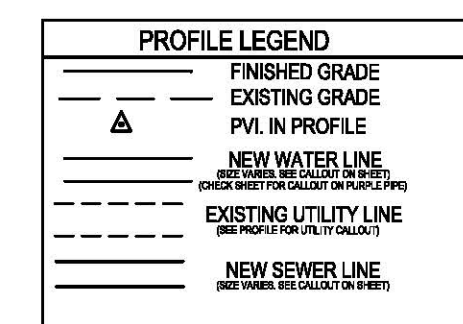 PROFILE LEGEND
FINISHED GRADE
EXISTING GRADE
PVI. IN PROFILE
NEW WATER LINE
(SIZE VARIES. SEE CALLOUT ON SHEET)
(CHECK SHEET FOR CALLOUT ON PURPLE PIPE)
EXISTING UTILITY LINE
(SEE PROFILE FOR UTILITY CALLOUT)
NEW SEWER LINE
(SIZE VARIES. SEE CALLOUT ON SHEET)